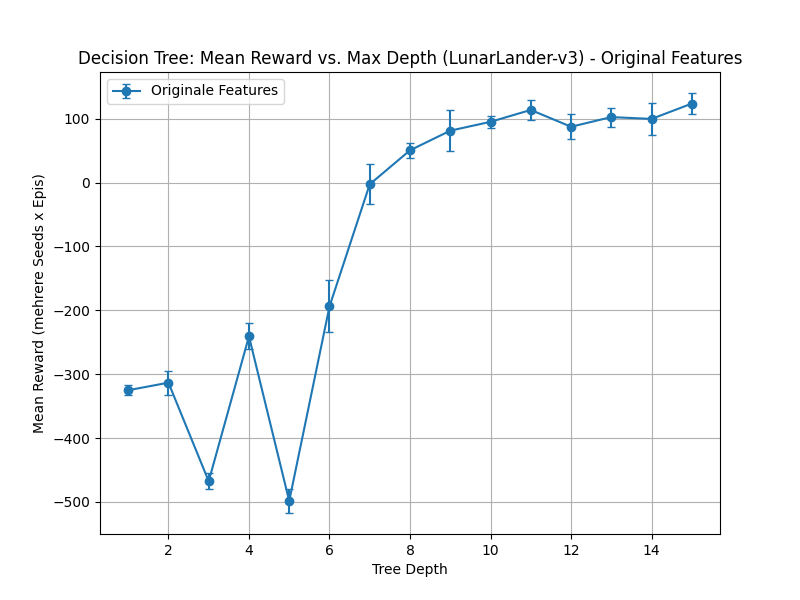 Decision Tree: Mean Reward vs. Max Depth (LunarLander-v3) - Original Features
Originale Features
100
0
−100
−200
−300
−400
−500
Mean Reward (mehrere Seeds x Epis)
2 4 6 8 10 12 14
Tree Depth